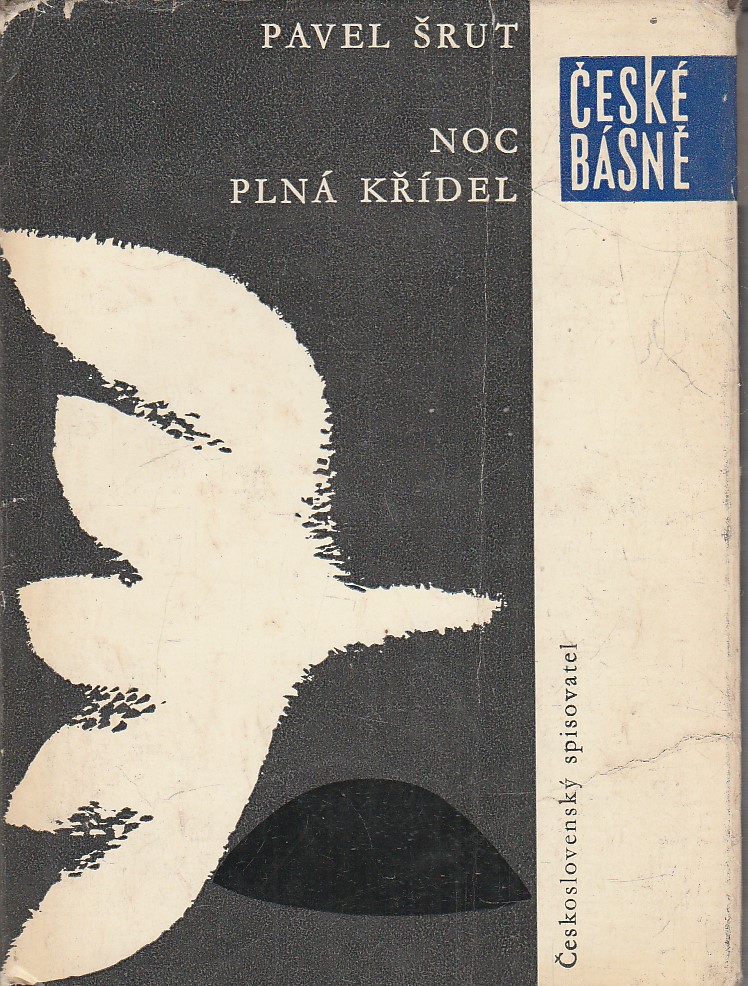 PAVEL ŠRUT
NOC
PLNÁ KŘÍDEL
ČESKÉ
BÁSNĚ
Československý spisovatel